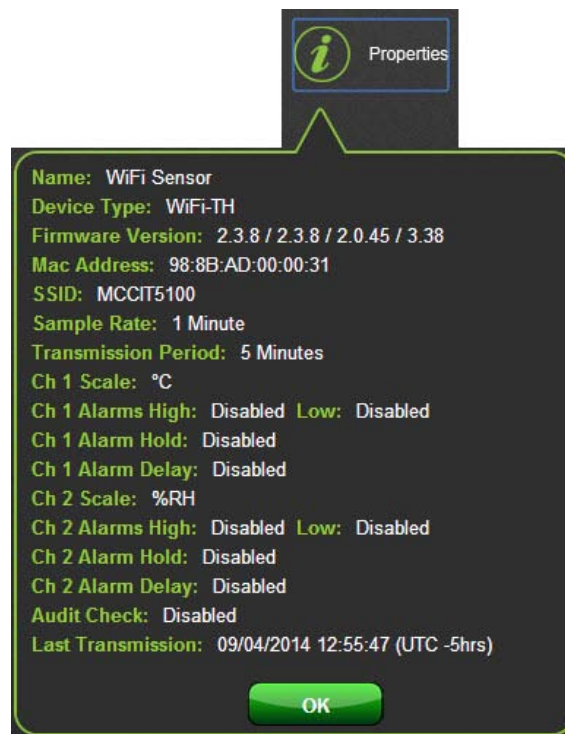 Properties
Name: WiFi Sensor
Device Type: WiFi-TH
Firmware Version: 2.3.8 / 2.3.8 / 2.0.45 / 3.38
Mac Address: 98:8B:AD:00:00:31
SSID: MCCIT5100
Sample Rate: 1 Minute
Transmission Period: 5 Minutes
Ch 1 Scale: °C
Ch 1 Alarms High: Disabled Low: Disabled
Ch 1 Alarm Hold: Disabled
Ch 1 Alarm Delay: Disabled
Ch 2 Scale: %RH
Ch 2 Alarms High: Disabled Low: Disabled
Ch 2 Alarm Hold: Disabled
Ch 2 Alarm Delay: Disabled
Audit Check: Disabled
Last Transmission: 09/04/2014 12:55:47 (UTC -5hrs)
OK